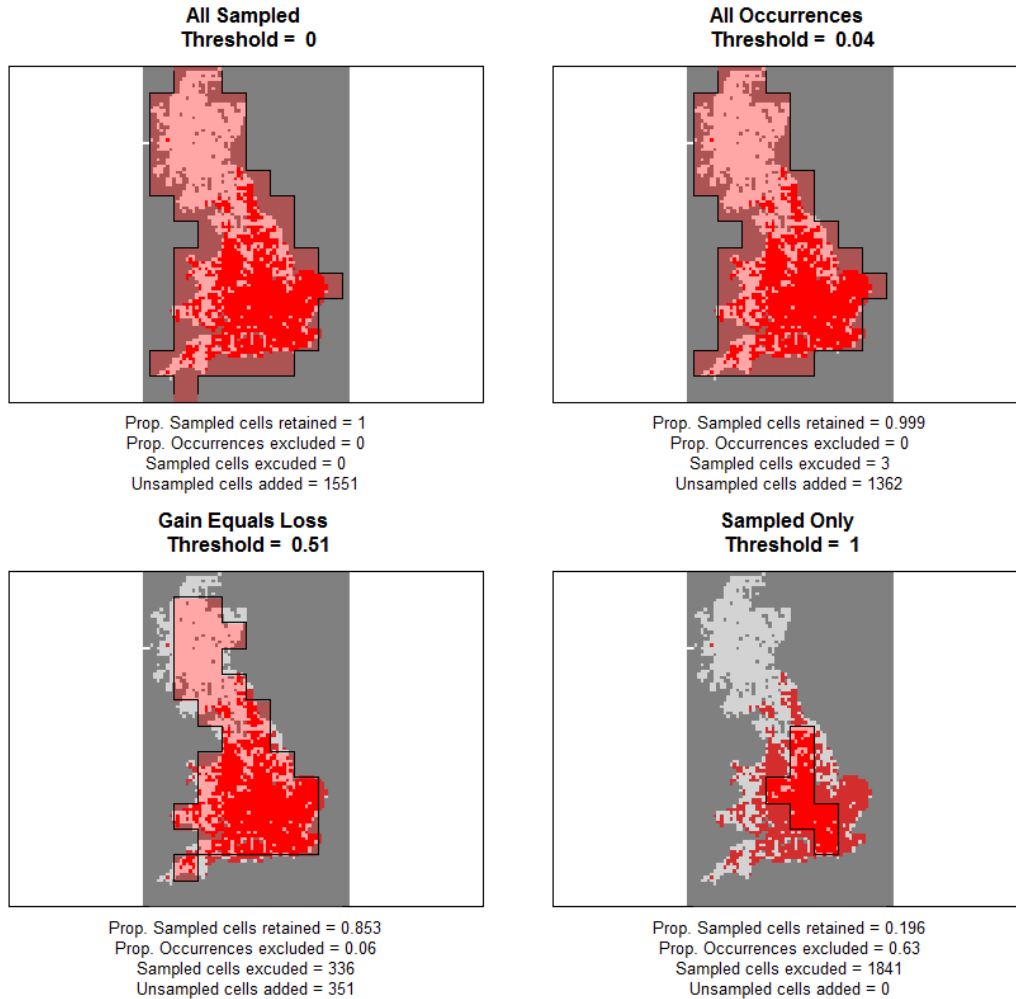 All Sampled
Threshold =  0
Prop. Sampled cells retained = 1
Prop. Occurrences excluded = 0
Sampled cells excuded = 0
Unsampled cells added = 1551
All Occurrences
Threshold =  0.04
Prop. Sampled cells retained = 0.999
Prop. Occurrences excluded = 0
Sampled cells excuded = 3
Unsampled cells added = 1362
Gain Equals Loss
Threshold =  0.51
Prop. Sampled cells retained = 0.853
Prop. Occurrences excluded = 0.06
Sampled cells excuded = 336
Unsampled cells added = 351
Sampled Only
Threshold =  1
Prop. Sampled cells retained = 0.196
Prop. Occurrences excluded = 0.63
Sampled cells excuded = 1841
Unsampled cells added = 0